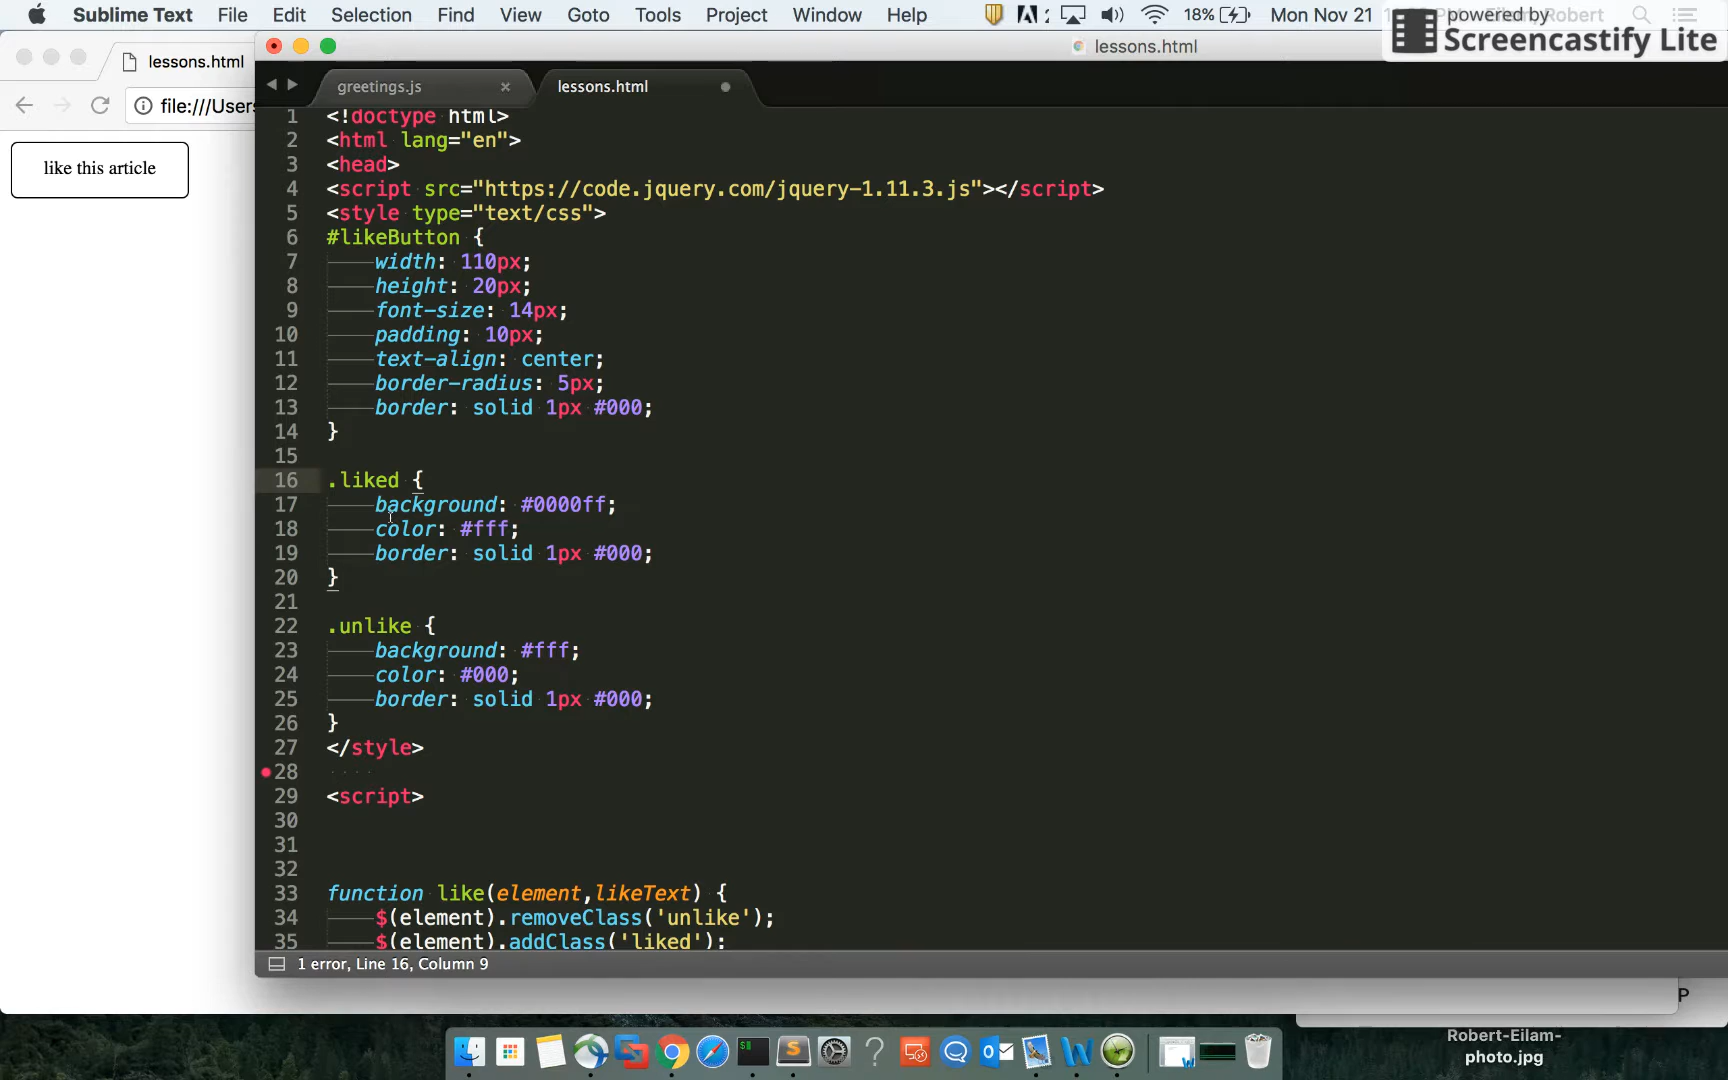 Sublime Text File Edit Selection Find View Goto Tools Project Window Help 18% Mon Nov 21 Eilam, Robert
powered by
Screencastify Lite
lessons.html
lessons.html
greetings.js × lessons.html
file:///Users
like this article
1 <!doctype html>
2 <html lang="en">
3 <head>
4 <script src="https://code.jquery.com/jquery-1.11.3.js"></script>
5 <style type="text/css">
6 #likeButton {
7 width: 110px;
8 height: 20px;
9 font-size: 14px;
10 padding: 10px;
11 text-align: center;
12 border-radius: 5px;
13 border: solid 1px #000;
14 }
15
16 .liked {
17 background: #0000ff;
18 color: #fff;
19 border: solid 1px #000;
20 }
21
22 .unlike {
23 background: #fff;
24 color: #000;
25 border: solid 1px #000;
26 }
27 </style>
28
29 <script>
30
31
32
33 function like(element,likeText) {
34 $(element).removeClass('unlike');
35 $(element).addClass('liked');
1 error, Line 16, Column 9
P
Robert-Eilam-
photo.jpg